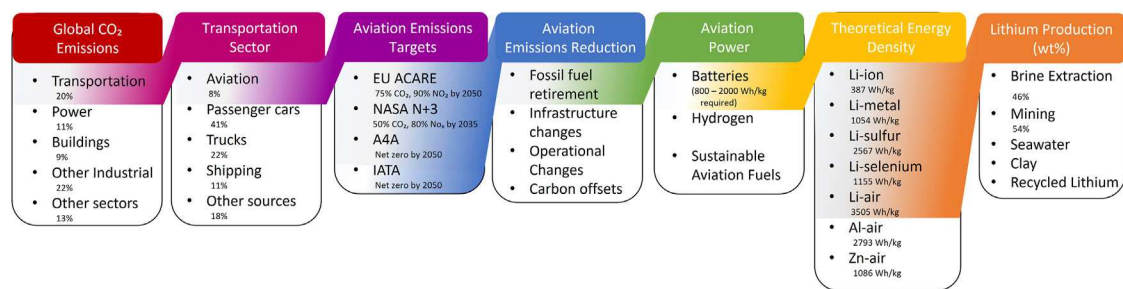 Global CO₂
Emissions
• Transportation
20%
• Power
11%
• Buildings
9%
• Other Industrial
22%
• Other sectors
13%
Transportation
Sector
• Aviation
8%
• Passenger cars
41%
• Trucks
22%
• Shipping
11%
• Other sources
18%
Aviation Emissions
Targets
• EU ACARE
75% CO₂, 90% NO₂ by 2050
• NASA N+3
50% CO₂, 80% Noₓ by 2035
• A4A
Net zero by 2050
• IATA
Net zero by 2050
Aviation
Emissions Reduction
• Fossil fuel
retirement
• Infrastructure
changes
• Operational
Changes
• Carbon offsets
Aviation
Power
• Batteries
(800 – 2000 Wh/kg
required)
• Hydrogen
• Sustainable
Aviation Fuels
Theoretical Energy
Density
• Li-ion
387 Wh/kg
• Li-metal
1054 Wh/kg
• Li-sulfur
2567 Wh/kg
• Li-selenium
1155 Wh/kg
• Li-air
3505 Wh/kg
• Al-air
2793 Wh/kg
• Zn-air
1086 Wh/kg
Lithium Production
(wt%)
• Brine Extraction
46%
• Mining
54%
• Seawater
• Clay
• Recycled Lithium